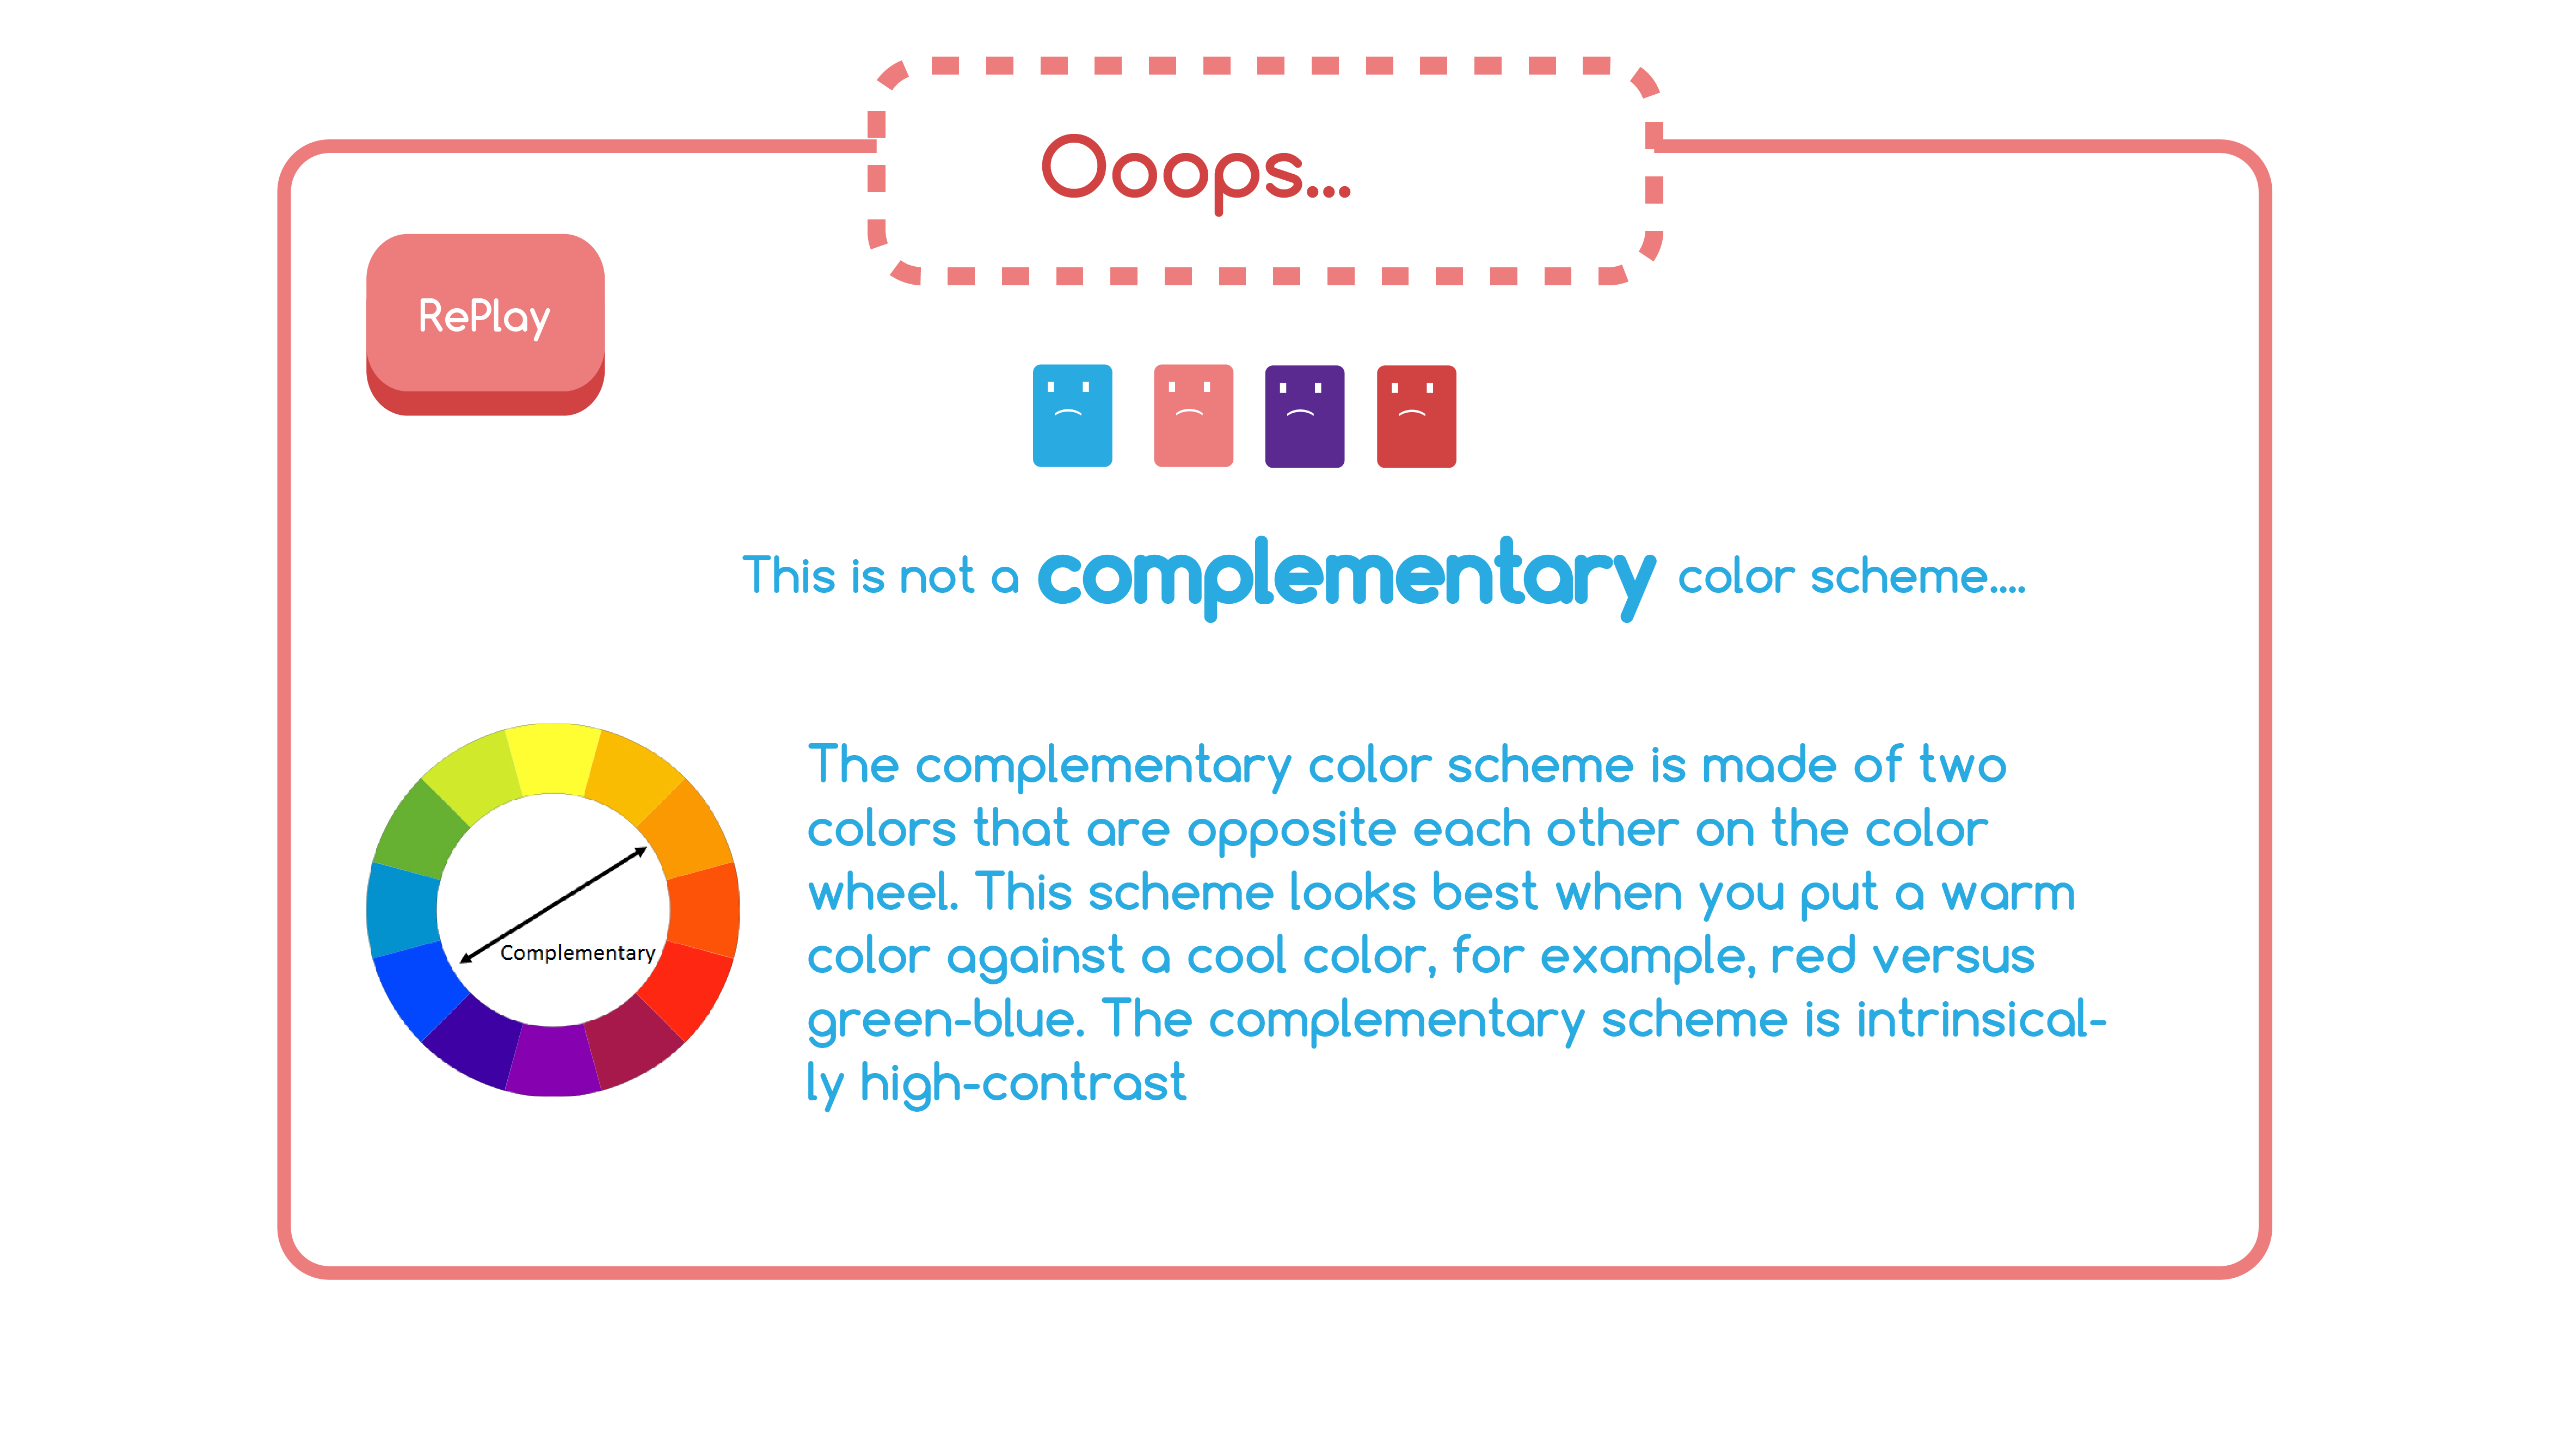 Ooops...
RePlay
This is not a complementary color scheme....
Complementary
The complementary color scheme is made of two
colors that are opposite each other on the color
wheel. This scheme looks best when you put a warm
color against a cool color, for example, red versus
green-blue. The complementary scheme is intrinsical-
ly high-contrast